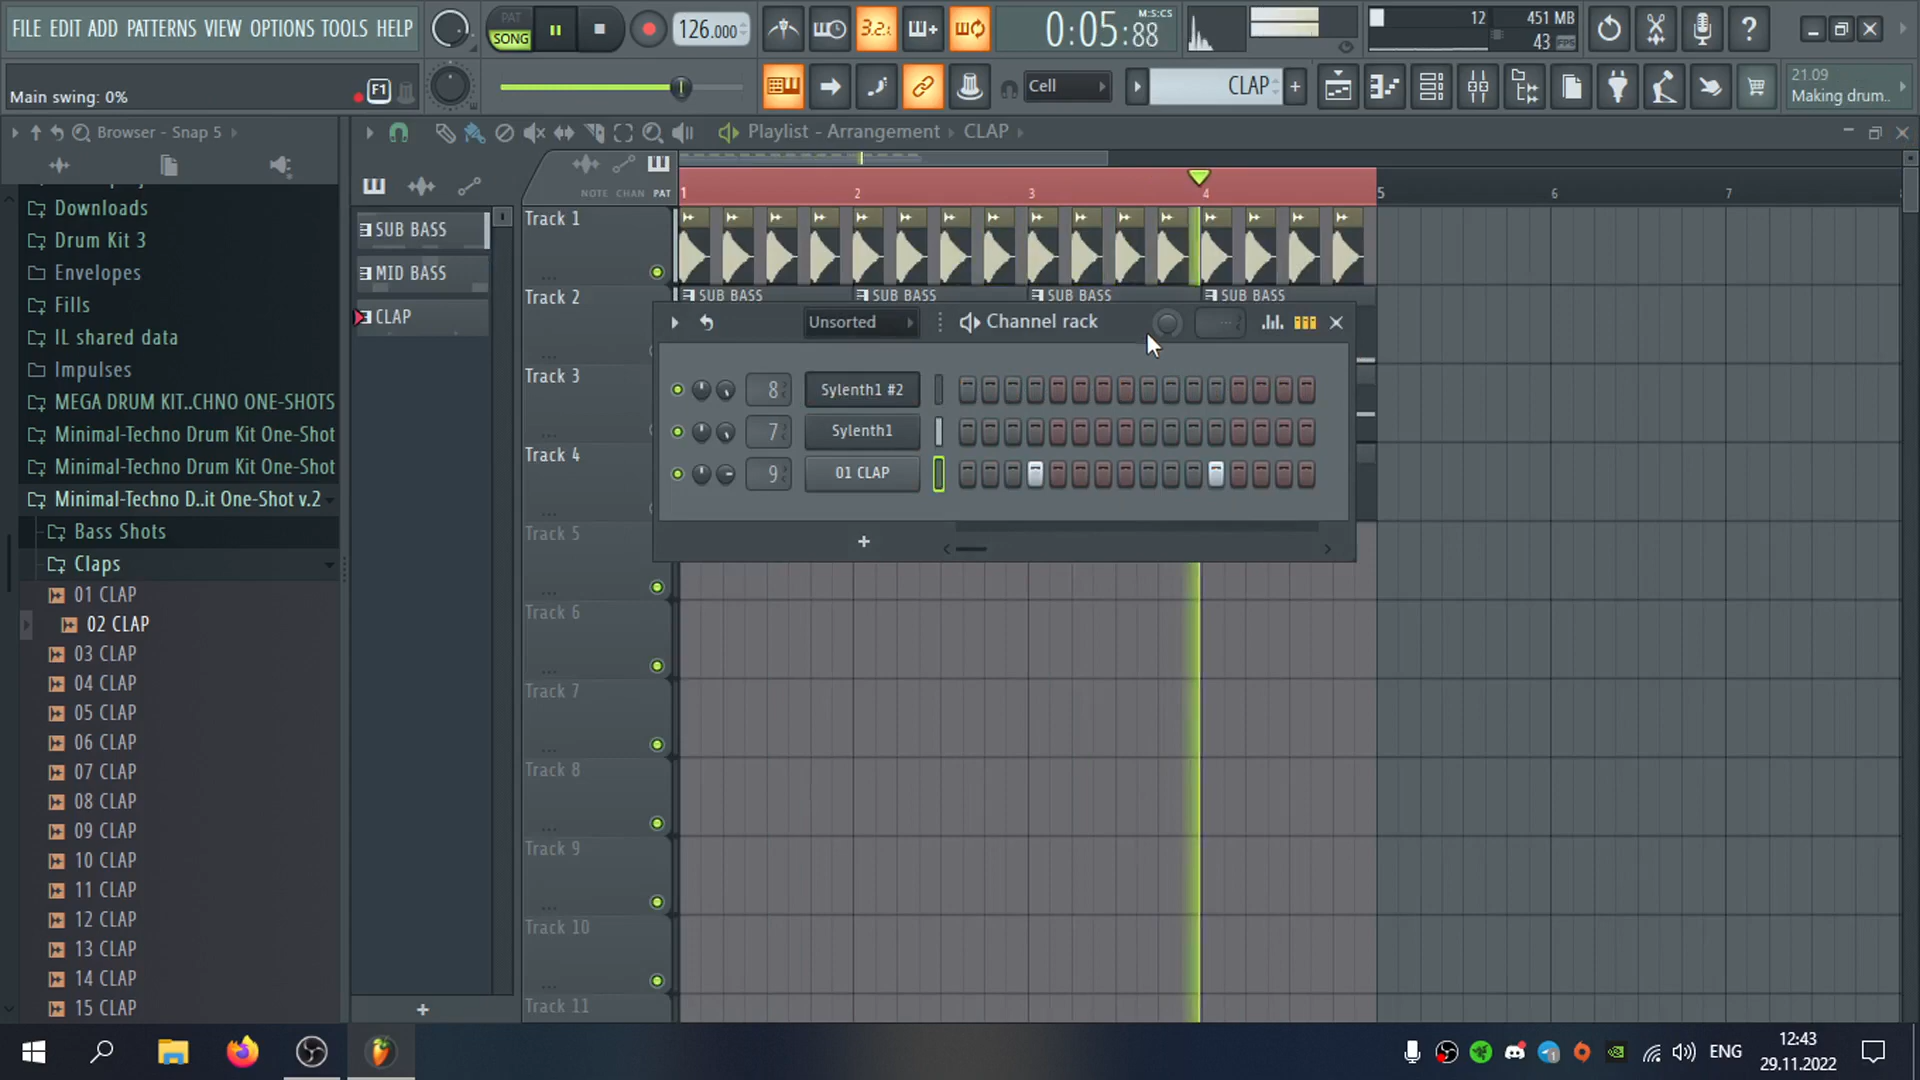 FILE EDIT ADD PATTERNS VIEW OPTIONS TOOLS HELP
PAT
SONG
126.000
3.2.
0:05:88
M:S:CS
12
451 MB
43
Main swing: 0%
F1
Cell
CLAP
21.09
Making drum..
Browser - Snap 5
Playlist - Arrangement
CLAP
NOTE CHAN PAT
1 2 3 4 5 6 7
Downloads
Drum Kit 3
Envelopes
Fills
IL shared data
Impulses
MEGA DRUM KIT..CHNO ONE-SHOTS
Minimal-Techno Drum Kit One-Shot
Minimal-Techno Drum Kit One-Shot
Minimal-Techno D..it One-Shot v.2
Bass Shots
Claps
01 CLAP
02 CLAP
03 CLAP
04 CLAP
05 CLAP
06 CLAP
07 CLAP
08 CLAP
09 CLAP
10 CLAP
11 CLAP
12 CLAP
13 CLAP
14 CLAP
15 CLAP
SUB BASS
MID BASS
CLAP
Track 1
Track 2
SUB BASS SUB BASS SUB BASS SUB BASS
Track 3
Track 4
Track 5
Track 6
Track 7
Track 8
Track 9
Track 10
Track 11
Unsorted
Channel rack
8 Sylenth1 #2
7 Sylenth1
9 01 CLAP
ENG
12:43
29.11.2022